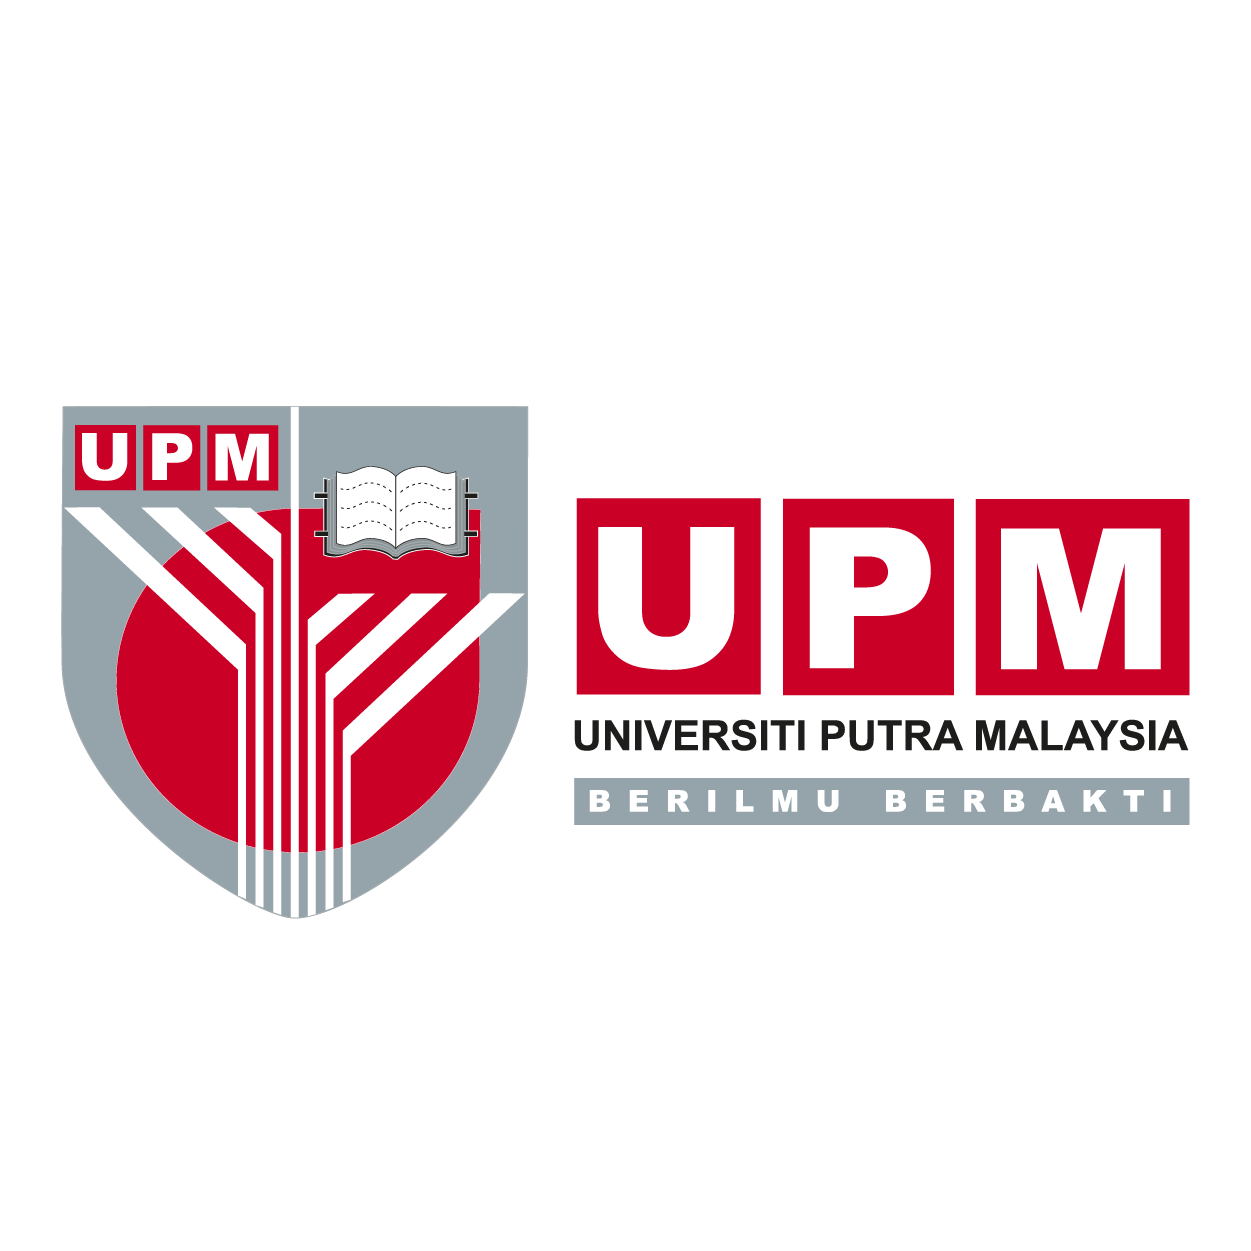 UPM
UPM
UNIVERSITI PUTRA MALAYSIA
BERILMU BERBAKTI